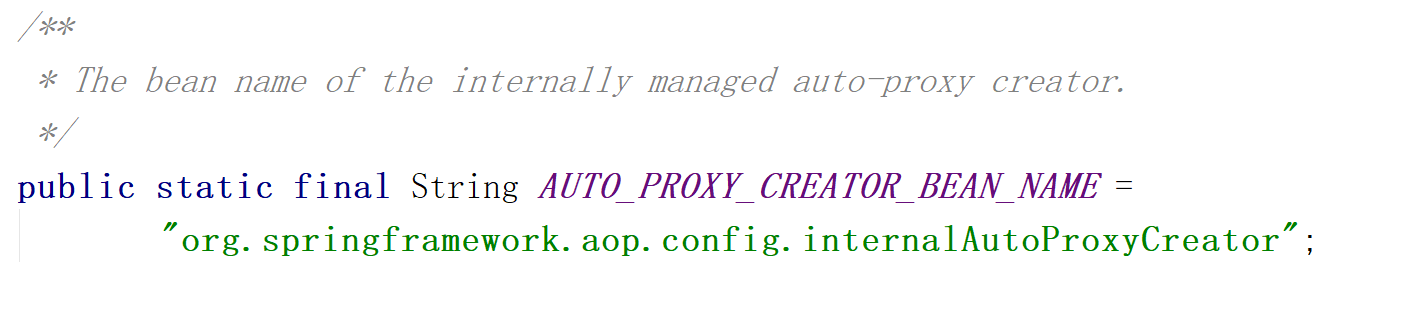 /**
 * The bean name of the internally managed auto-proxy creator.
 */
public static final String AUTO_PROXY_CREATOR_BEAN_NAME =
        "org.springframework.aop.config.internalAutoProxyCreator";